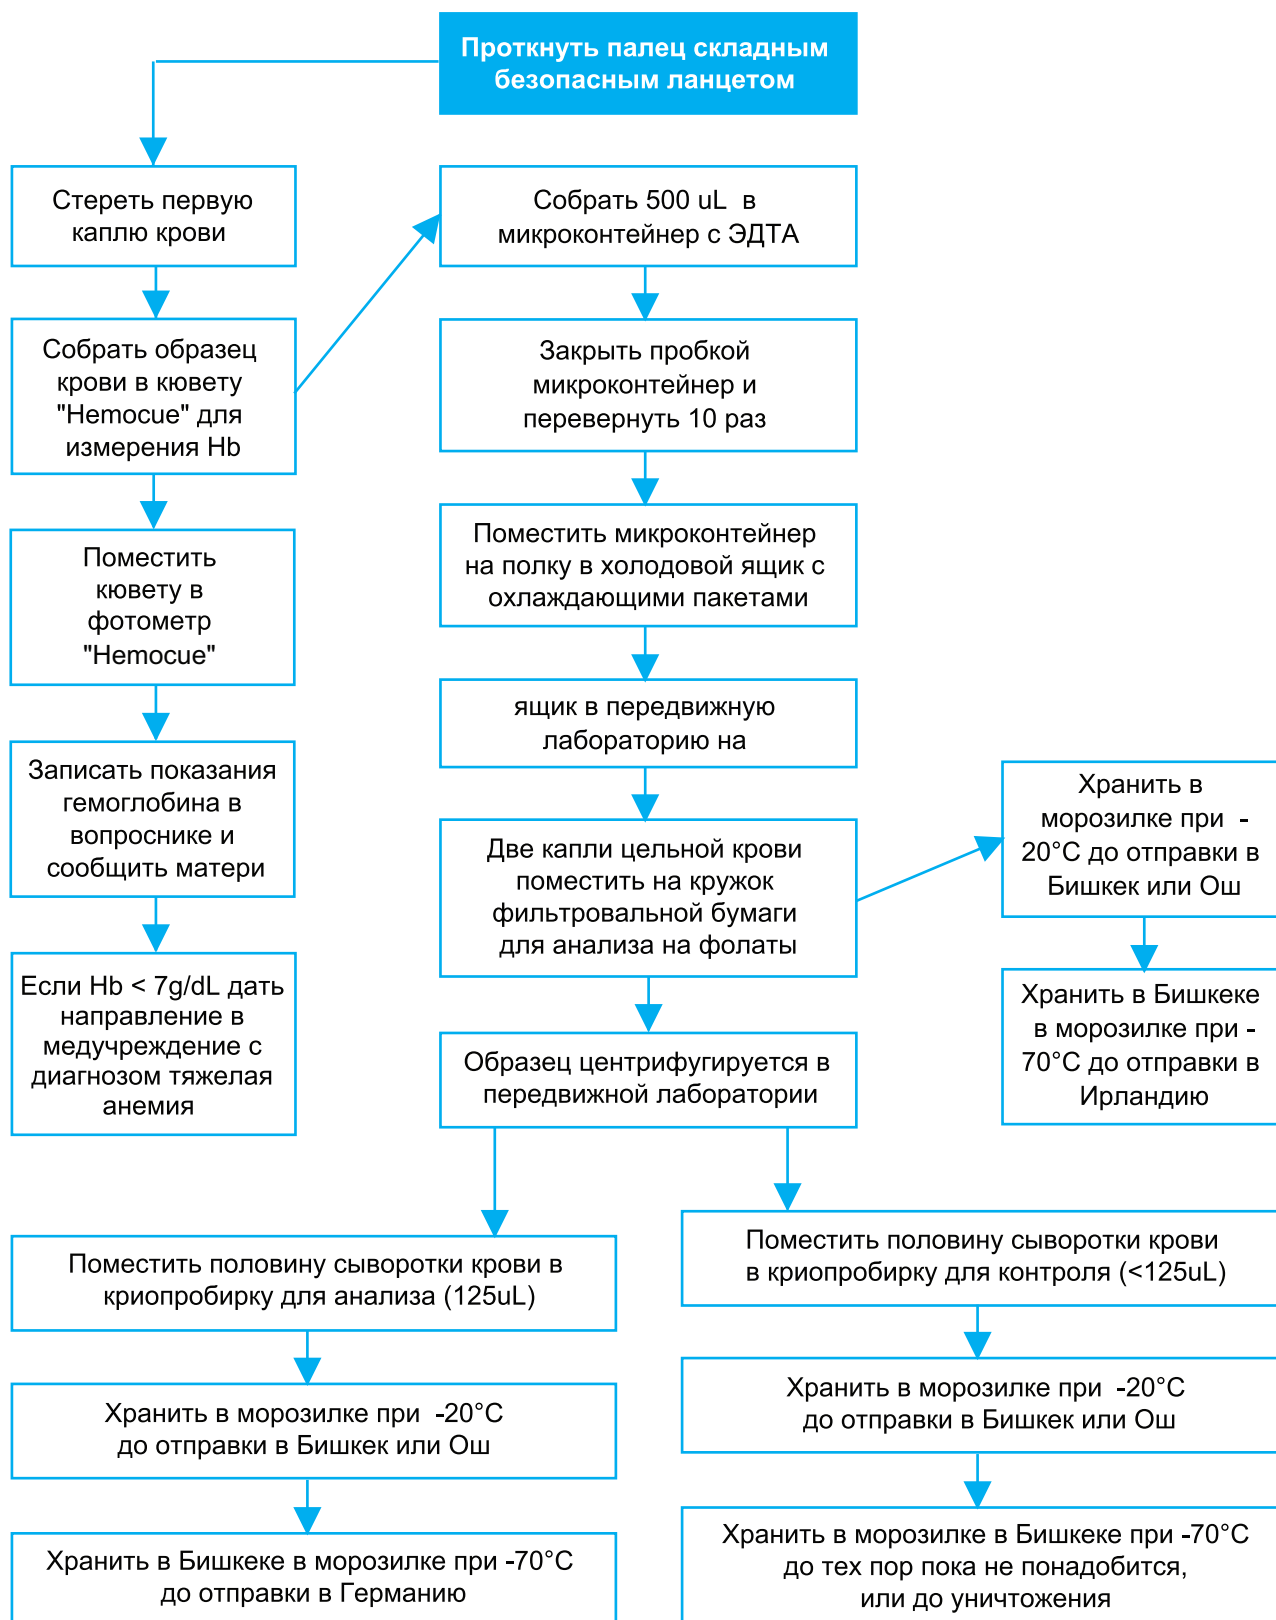 Проткнуть палец складным
безопасным ланцетом
Стереть первую
каплю крови
Собрать образец
крови в кювету
"Hemocue" для
измерения Hb
Поместить
кювету в
фотометр
"Hemocue"
Записать показания
гемоглобина в
вопроснике и
сообщить матери
Если Hb < 7g/dL дать
направление в
медучреждение с
диагнозом тяжелая
анемия
Собрать 500 uL в
микроконтейнер с ЭДТА
Закрыть пробкой
микроконтейнер и
перевернуть 10 раз
Поместить микроконтейнер
на полку в холодовой ящик с
охлаждающими пакетами
ящик в передвижную
лабораторию на
Две капли цельной крови
поместить на кружок
фильтровальной бумаги
для анализа на фолаты
Хранить в
морозилке при -
20°C до отправки в
Бишкек или Ош
Хранить в Бишкеке
в морозилке при -
70°C до отправки в
Ирландию
Образец центрифугируется в
передвижной лаборатории
Поместить половину сыворотки крови в
криопробирку для анализа (125uL)
Хранить в морозилке при -20°C
до отправки в Бишкек или Ош
Хранить в Бишкеке в морозилке при -70°C
до отправки в Германию
Поместить половину сыворотки крови
в криопробирку для контроля (<125uL)
Хранить в морозилке при -20°C
до отправки в Бишкек или Ош
Хранить в морозилке в Бишкеке при -70°C
до тех пор пока не понадобится,
или до уничтожения